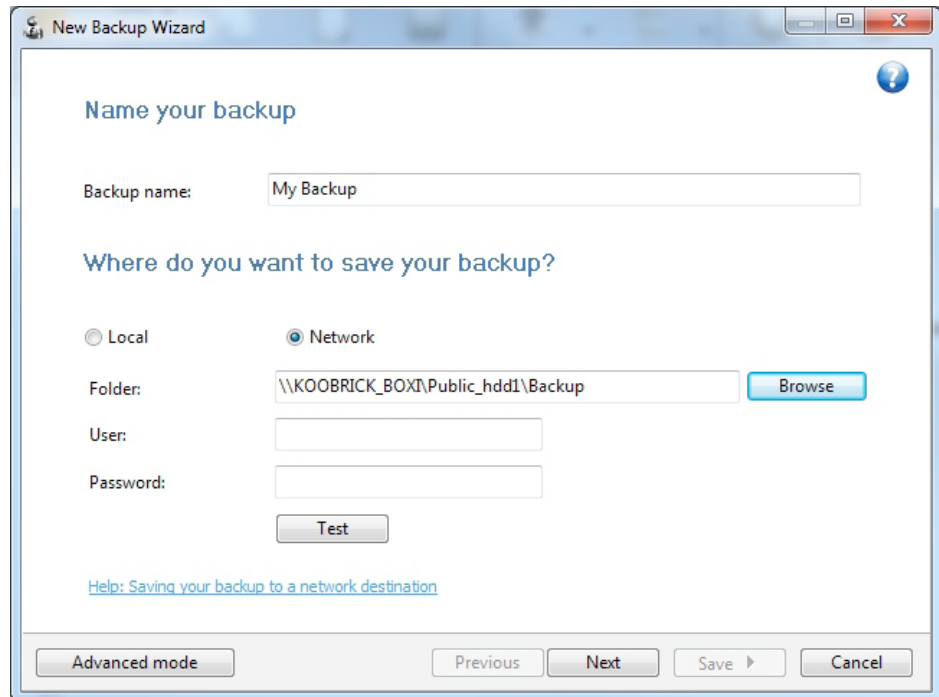 New Backup Wizard
Name your backup
Backup name: My Backup
Where do you want to save your backup?
Local Network
Folder: \\KOOBRICK_BOXI\Public_hdd1\Backup Browse
User:
Password:
Test
Help: Saving your backup to a network destination
Advanced mode Previous Next Save Cancel